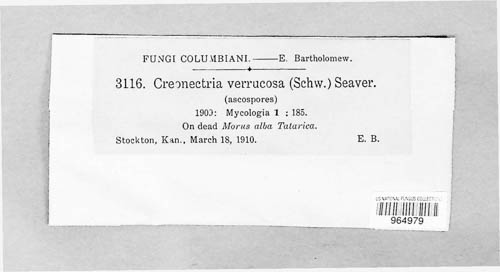 FUNGI COLUMBIANI.——E. Bartholomew.
3116. Creonectria verrucosa (Schw.) Seaver.
(ascospores)
1909: Mycologia 1 : 185.
On dead Morus alba Tatarica.
Stockton, Kan., March 18, 1910. E. B.
US NATIONAL FUNGUS COLLECTIONS
964979